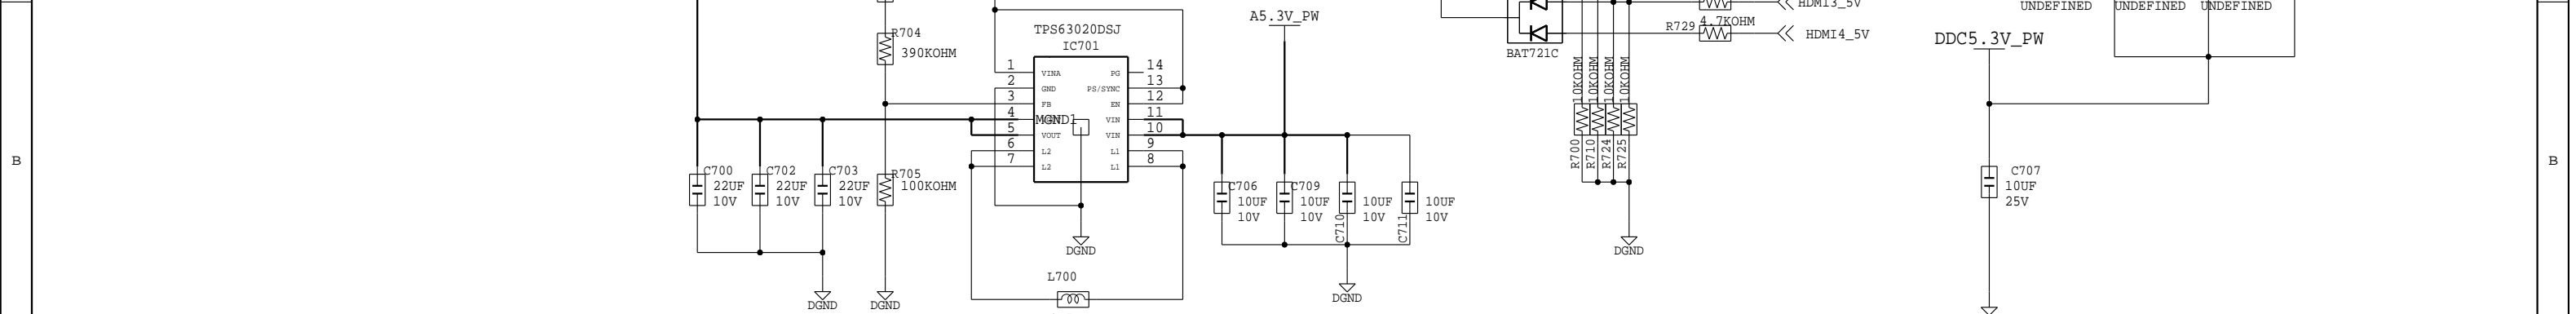 HDMI3_5V
UNDEFINED
UNDEFINED
UNDEFINED
A5.3V_PW
R729
4.7KOHM
HDMI4_5V
BAT721C
DDC5.3V_PW
R704
390KOHM
TPS63020DSJ
IC701
1
VINA
PG
14
2
GND
PS/SYNC
13
3
FB
EN
12
4
MGND1
VIN
11
5
VOUT
VIN
10
6
L2
L1
9
7
L2
L1
8
10KOHM
10KOHM
10KOHM
10KOHM
R700
R710
R724
R725
B
B
C700
22UF
10V
C702
22UF
10V
C703
22UF
10V
R705
100KOHM
C706
10UF
10V
C709
10UF
10V
C710
10UF
10V
C711
10UF
10V
C707
10UF
25V
DGND
DGND
L700
DGND
DGND
DGND